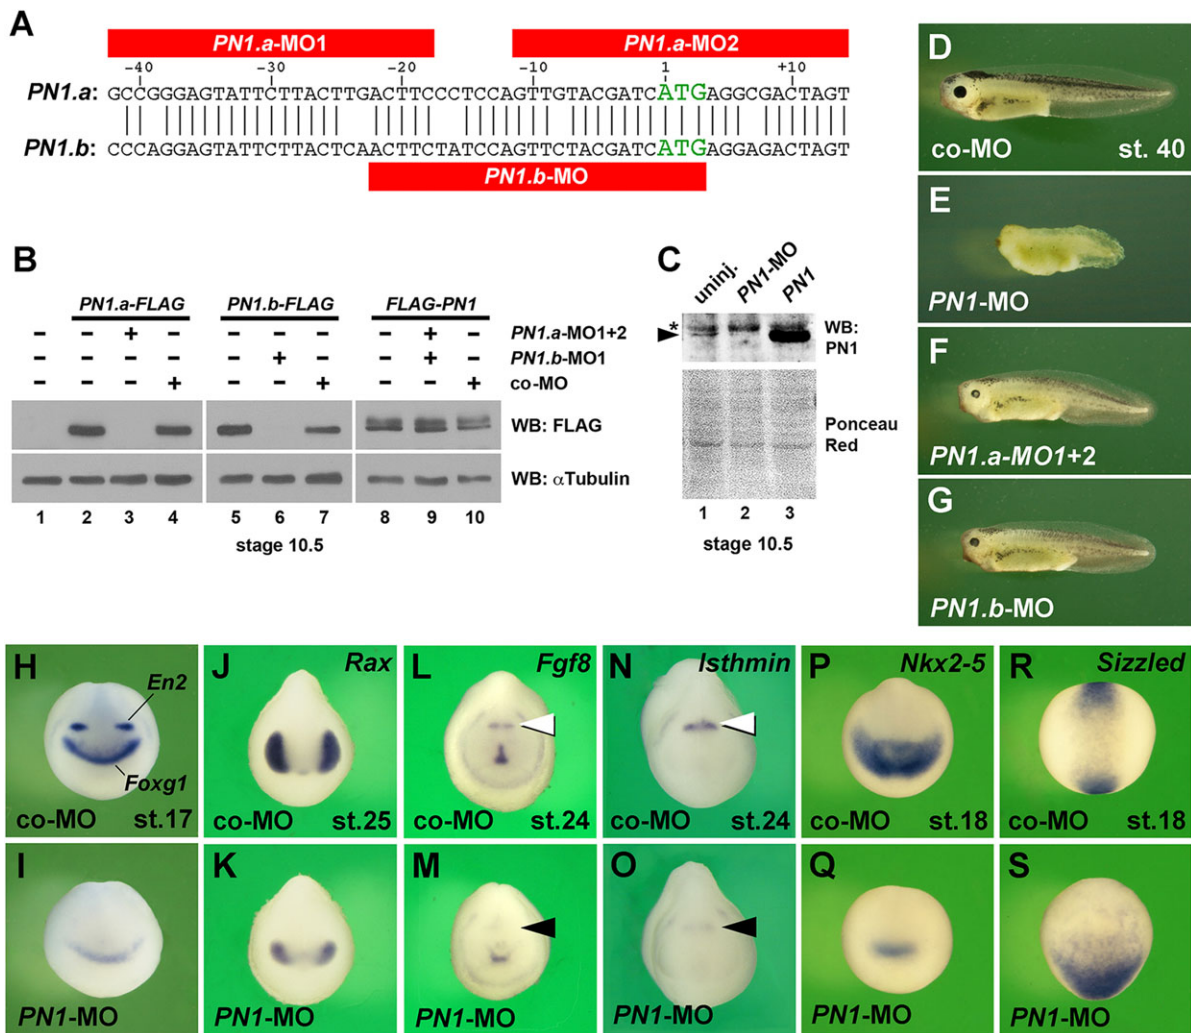 A
PN1.a-MO1 PN1.a-MO2
-40 -30 -20 -10 1 +10
PN1.a: GCCGGGAGTATTCTTACTTGACTTCCCTCCAGTTGTACGATCATGAGGCGACTAGT
PN1.b: CCCAGGAGTATTCTTACTCAACTTCTATCCAGTTCTACGATCATGAGGAGACTAGT
PN1.b-MO
B
PN1.a-FLAG PN1.b-FLAG FLAG-PN1
- - + - - - - - + - PN1.a-MO1+2
- - - - - + - - + - PN1.b-MO1
- - - + - - + - - + co-MO
WB: FLAG
WB: αTubulin
1 2 3 4 5 6 7 8 9 10
stage 10.5
C
uninj. PN1-MO PN1
*
WB:
PN1
Ponceau
Red
1 2 3
stage 10.5
D
co-MO st. 40
E
PN1-MO
F
PN1.a-MO1+2
G
PN1.b-MO
H En2
Foxg1
co-MO st.17
J Rax
co-MO st.25
L Fgf8
co-MO st.24
N Isthmin
co-MO st.24
P Nkx2-5
co-MO st.18
R Sizzled
co-MO st.18
I
PN1-MO
K
PN1-MO
M
PN1-MO
O
PN1-MO
Q
PN1-MO
S
PN1-MO